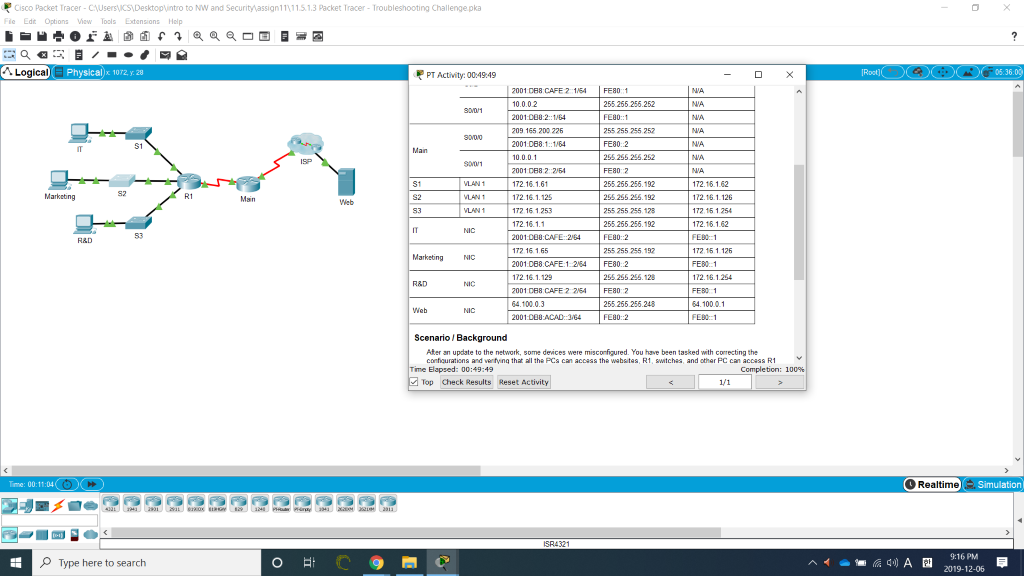 Cisco Packet Tracer - C:\Users\ICS\Desktop\intro to NW and Security\assign11\11.5.1.3 Packet Tracer - Troubleshooting Challenge.pka
File Edit Options View Tools Extensions Help
?
Logical Physical x: 1072, y: 28 [Root] 05:36:00
PT Activity: 00:49:49
2001:DB8:CAFE:2::1/64 FE80::1 N/A
S0/0/1 10.0.0.2 255.255.255.252 N/A
2001:DB8:2::1/64 FE80::1 N/A
Main S0/0/0 209.165.200.226 255.255.255.252 N/A
2001:DB8:1::1/64 FE80::2 N/A
S0/0/1 10.0.0.1 255.255.255.252 N/A
2001:DB8:2::2/64 FE80::2 N/A
S1 VLAN 1 172.16.1.61 255.255.255.192 172.16.1.62
S2 VLAN 1 172.16.1.125 255.255.255.192 172.16.1.126
S3 VLAN 1 172.16.1.253 255.255.255.128 172.16.1.254
IT NIC 172.16.1.1 255.255.255.192 172.16.1.62
2001:DB8:CAFE::2/64 FE80::2 FE80::1
Marketing NIC 172.16.1.65 255.255.255.192 172.16.1.126
2001:DB8:CAFE:1::2/64 FE80::2 FE80::1
R&D NIC 172.16.1.129 255.255.255.128 172.16.1.254
2001:DB8:CAFE:2::2/64 FE80::2 FE80::1
Web NIC 64.100.0.3 255.255.255.248 64.100.0.1
2001:DB8:ACAD::3/64 FE80::2 FE80::1
Scenario / Background
After an update to the network, some devices were misconfigured. You have been tasked with correcting the
configurations and verifying that all the PCs can access the websites, R1, switches, and other PC can access R1
Time Elapsed: 00:49:49 Completion: 100%
Top Check Results Reset Activity < 1/1 >
IT
S1
ISP
Marketing
S2
R1
Main
Web
R&D
S3
Time: 00:11:04 Realtime Simulation
4321 1941 2901 2911 819IOX 819HGW 829 1240 PT-Router PT-Empty 1841 2620XM 2621XM 2811
ISR4321
Type here to search
9:16 PM
2019-12-06